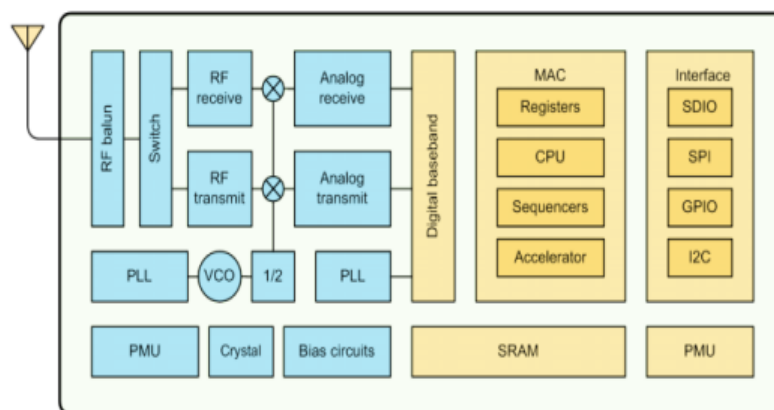 RF balun
Switch
RF
receive
Analog
receive
RF
transmit
Analog
transmit
PLL
VCO
1/2
PLL
Digital baseband
MAC
Registers
CPU
Sequencers
Accelerator
Interface
SDIO
SPI
GPIO
I2C
PMU
Crystal
Bias circuits
SRAM
PMU